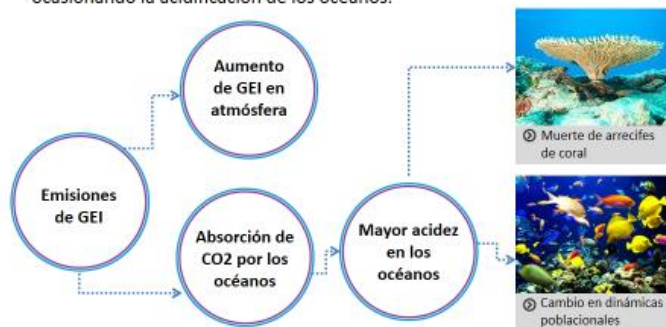 ocasionando la acidificación de los océanos.
Aumento
de GEI en
atmósfera
Emisiones
de GEI
Absorción de
CO2 por los
océanos
Mayor acidez
en los
océanos
Muerte de arrecifes
de coral
Cambio en dinámicas
poblacionales